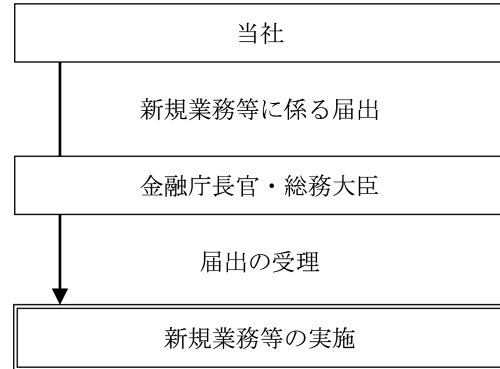 当社
新規業務等に係る届出
金融庁長官・総務大臣
届出の受理
新規業務等の実施